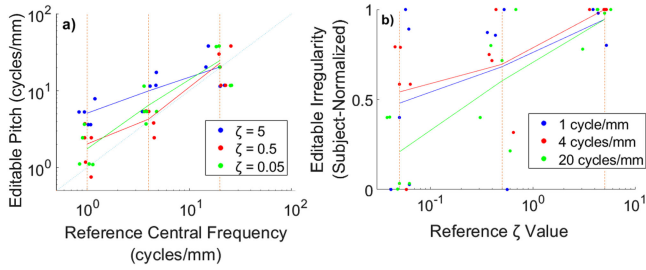 a)
Editable Pitch (cycles/mm)
10²
10¹
10⁰
10⁰
10¹
10²
ζ = 5
ζ = 0.5
ζ = 0.05
Reference Central Frequency
(cycles/mm)
b)
Editable Irregularity
(Subject-Normalized)
1
0.5
0
10⁻¹
10⁰
10¹
1 cycle/mm
4 cycles/mm
20 cycles/mm
Reference ζ Value